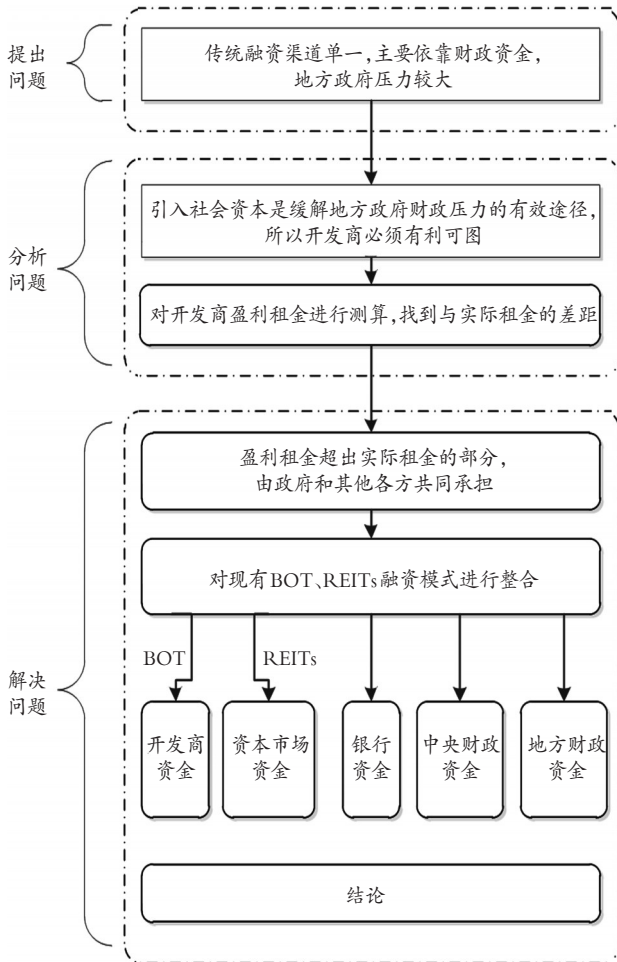 提出
问题
传统融资渠道单一,主要依靠财政资金,
地方政府压力较大
分析
问题
引入社会资本是缓解地方政府财政压力的有效途径,
所以开发商必须有利可图
对开发商盈利租金进行测算,找到与实际租金的差距
解决
问题
盈利租金超出实际租金的部分,
由政府和其他各方共同承担
对现有BOT、REITs融资模式进行整合
BOT
REITs
开发商
资金
资本市场
资金
银行
资金
中央财政
资金
地方财政
资金
结论